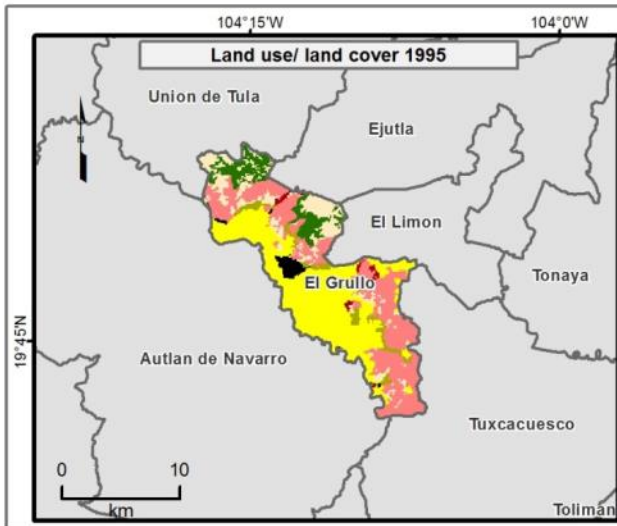 104°15'W
104°0'W
Land use/ land cover 1995
Union de Tula
Ejutla
N
El Limon
Tonaya
El Grullo
19°45'N
Autlan de Navarro
Tuxcacuesco
0 10
km
Toliman